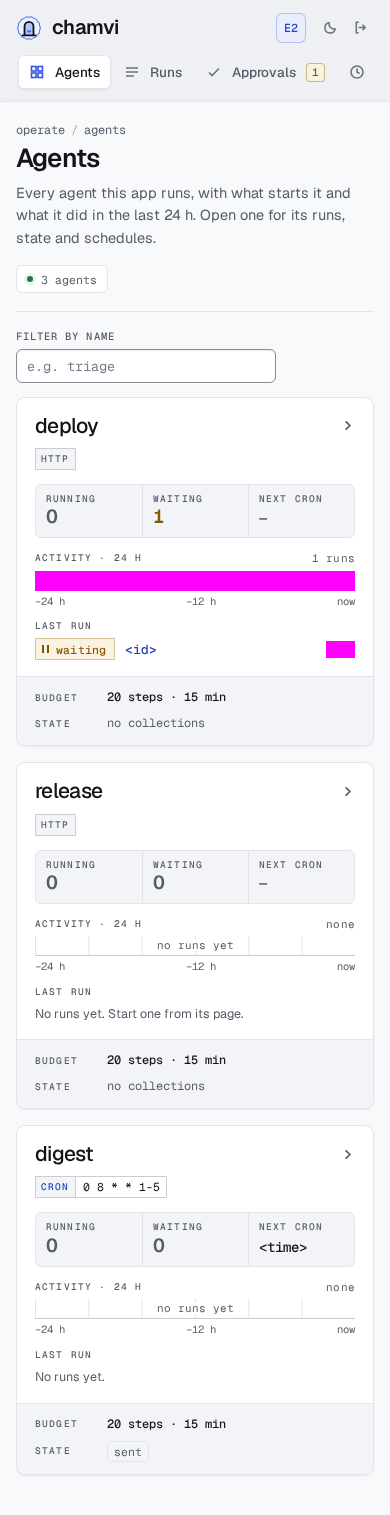 chamvi
E2
Agents
Runs
Approvals 1
operate / agents
Agents
Every agent this app runs, with what starts it and
what it did in the last 24 h. Open one for its runs,
state and schedules.
3 agents
FILTER BY NAME
e.g. triage
deploy
HTTP
RUNNING WAITING NEXT CRON
0 1 –
ACTIVITY · 24 H 1 runs
−24 h −12 h now
LAST RUN
waiting <id>
BUDGET 20 steps · 15 min
STATE no collections
release
HTTP
RUNNING WAITING NEXT CRON
0 0 –
ACTIVITY · 24 H none
no runs yet
−24 h −12 h now
LAST RUN
No runs yet. Start one from its page.
BUDGET 20 steps · 15 min
STATE no collections
digest
CRON 0 8 * * 1-5
RUNNING WAITING NEXT CRON
0 0 <time>
ACTIVITY · 24 H none
no runs yet
−24 h −12 h now
LAST RUN
No runs yet.
BUDGET 20 steps · 15 min
STATE sent